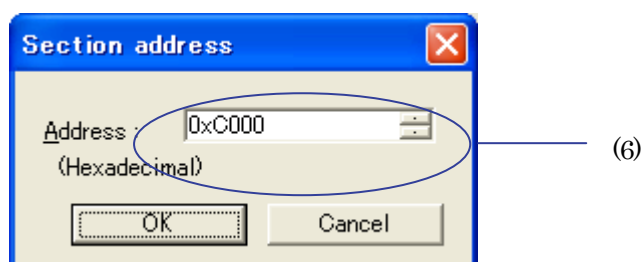 Section address
Address : 0xC000
(Hexadecimal)
(6)
OK Cancel